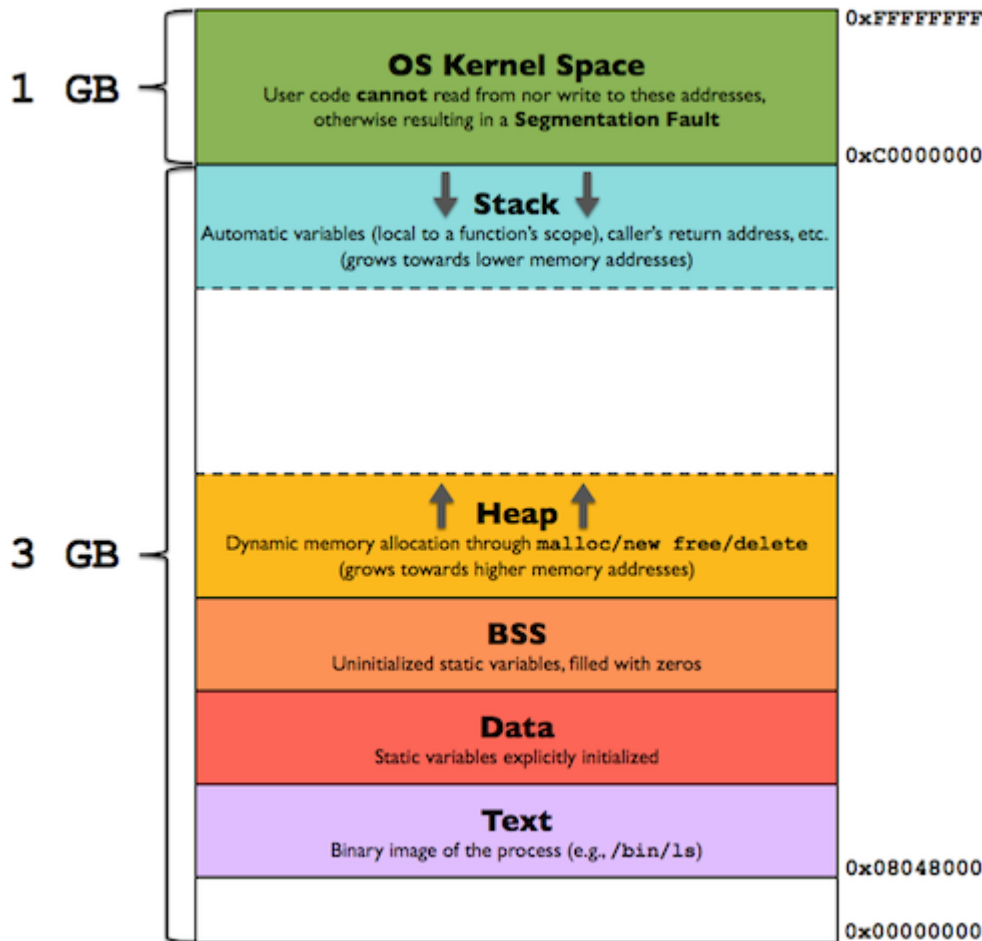 0xFFFFFFFF
1 GB
OS Kernel Space
User code cannot read from nor write to these addresses,
otherwise resulting in a Segmentation Fault
0xC0000000
Stack
Automatic variables (local to a function's scope), caller's return address, etc.
(grows towards lower memory addresses)
3 GB
Heap
Dynamic memory allocation through malloc/new free/delete
(grows towards higher memory addresses)
BSS
Uninitialized static variables, filled with zeros
Data
Static variables explicitly initialized
Text
Binary image of the process (e.g., /bin/ls)
0x08048000
0x00000000